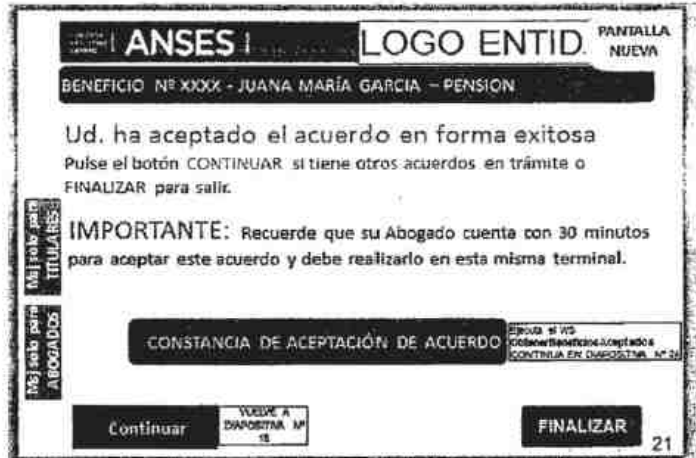 ANSES
LOGO ENTID.
PANTALLA
NUEVA
BENEFICIO Nº XXXX - JUANA MARÍA GARCIA – PENSION
Ud. ha aceptado el acuerdo en forma exitosa
Pulse el botón CONTINUAR si tiene otros acuerdos en trámite o
FINALIZAR para salir.
Msj solo para
TITULARES
IMPORTANTE: Recuerde que su Abogado cuenta con 30 minutos
para aceptar este acuerdo y debe realizarlo en esta misma terminal.
Msj solo para
ABOGADOS
CONSTANCIA DE ACEPTACIÓN DE ACUERDO
Ejecuta el WS
ObtenerBeneficiosAceptados
CONTINUA EN DIAPOSITIVA Nº
Continuar
VUELVE A
DIAPOSITIVA Nº
FINALIZAR
21